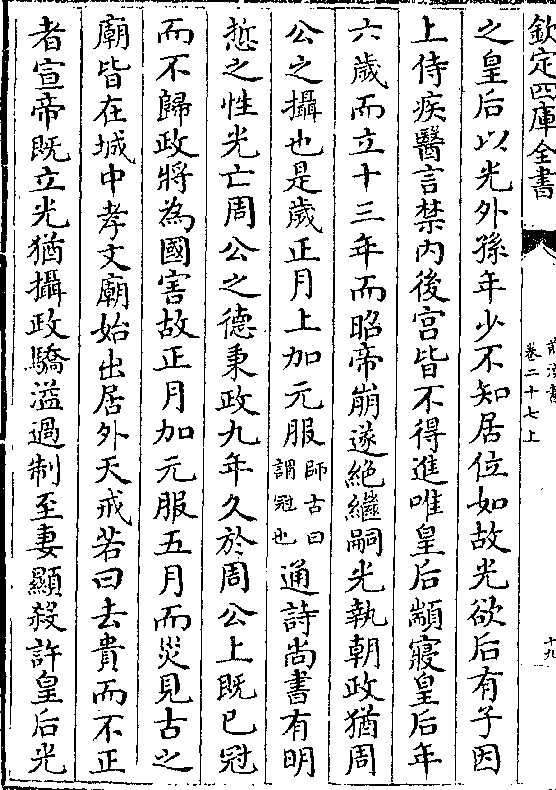 欽定四庫全書
前漢書
卷二十七上
十九
之皇后以光外孫年少不知居位如故光欲后有子因
上侍疾醫言禁內後宫皆不得進唯皇后顓寢皇后年
六歲而立十三年而昭帝崩遂絶繼嗣光執朝政猶周
公之攝也是歲正月上加元服師古曰謂冠也通詩尚書有明
悊之性光亡周公之德秉政九年久於周公上既已冠
而不歸政將為國害故正月加元服五月而災見古之
廟皆在城中孝文廟始出居外天戒若曰去貴而不正
者宣帝既立光猶攝政驕溢過制至妻顯殺許皇后光